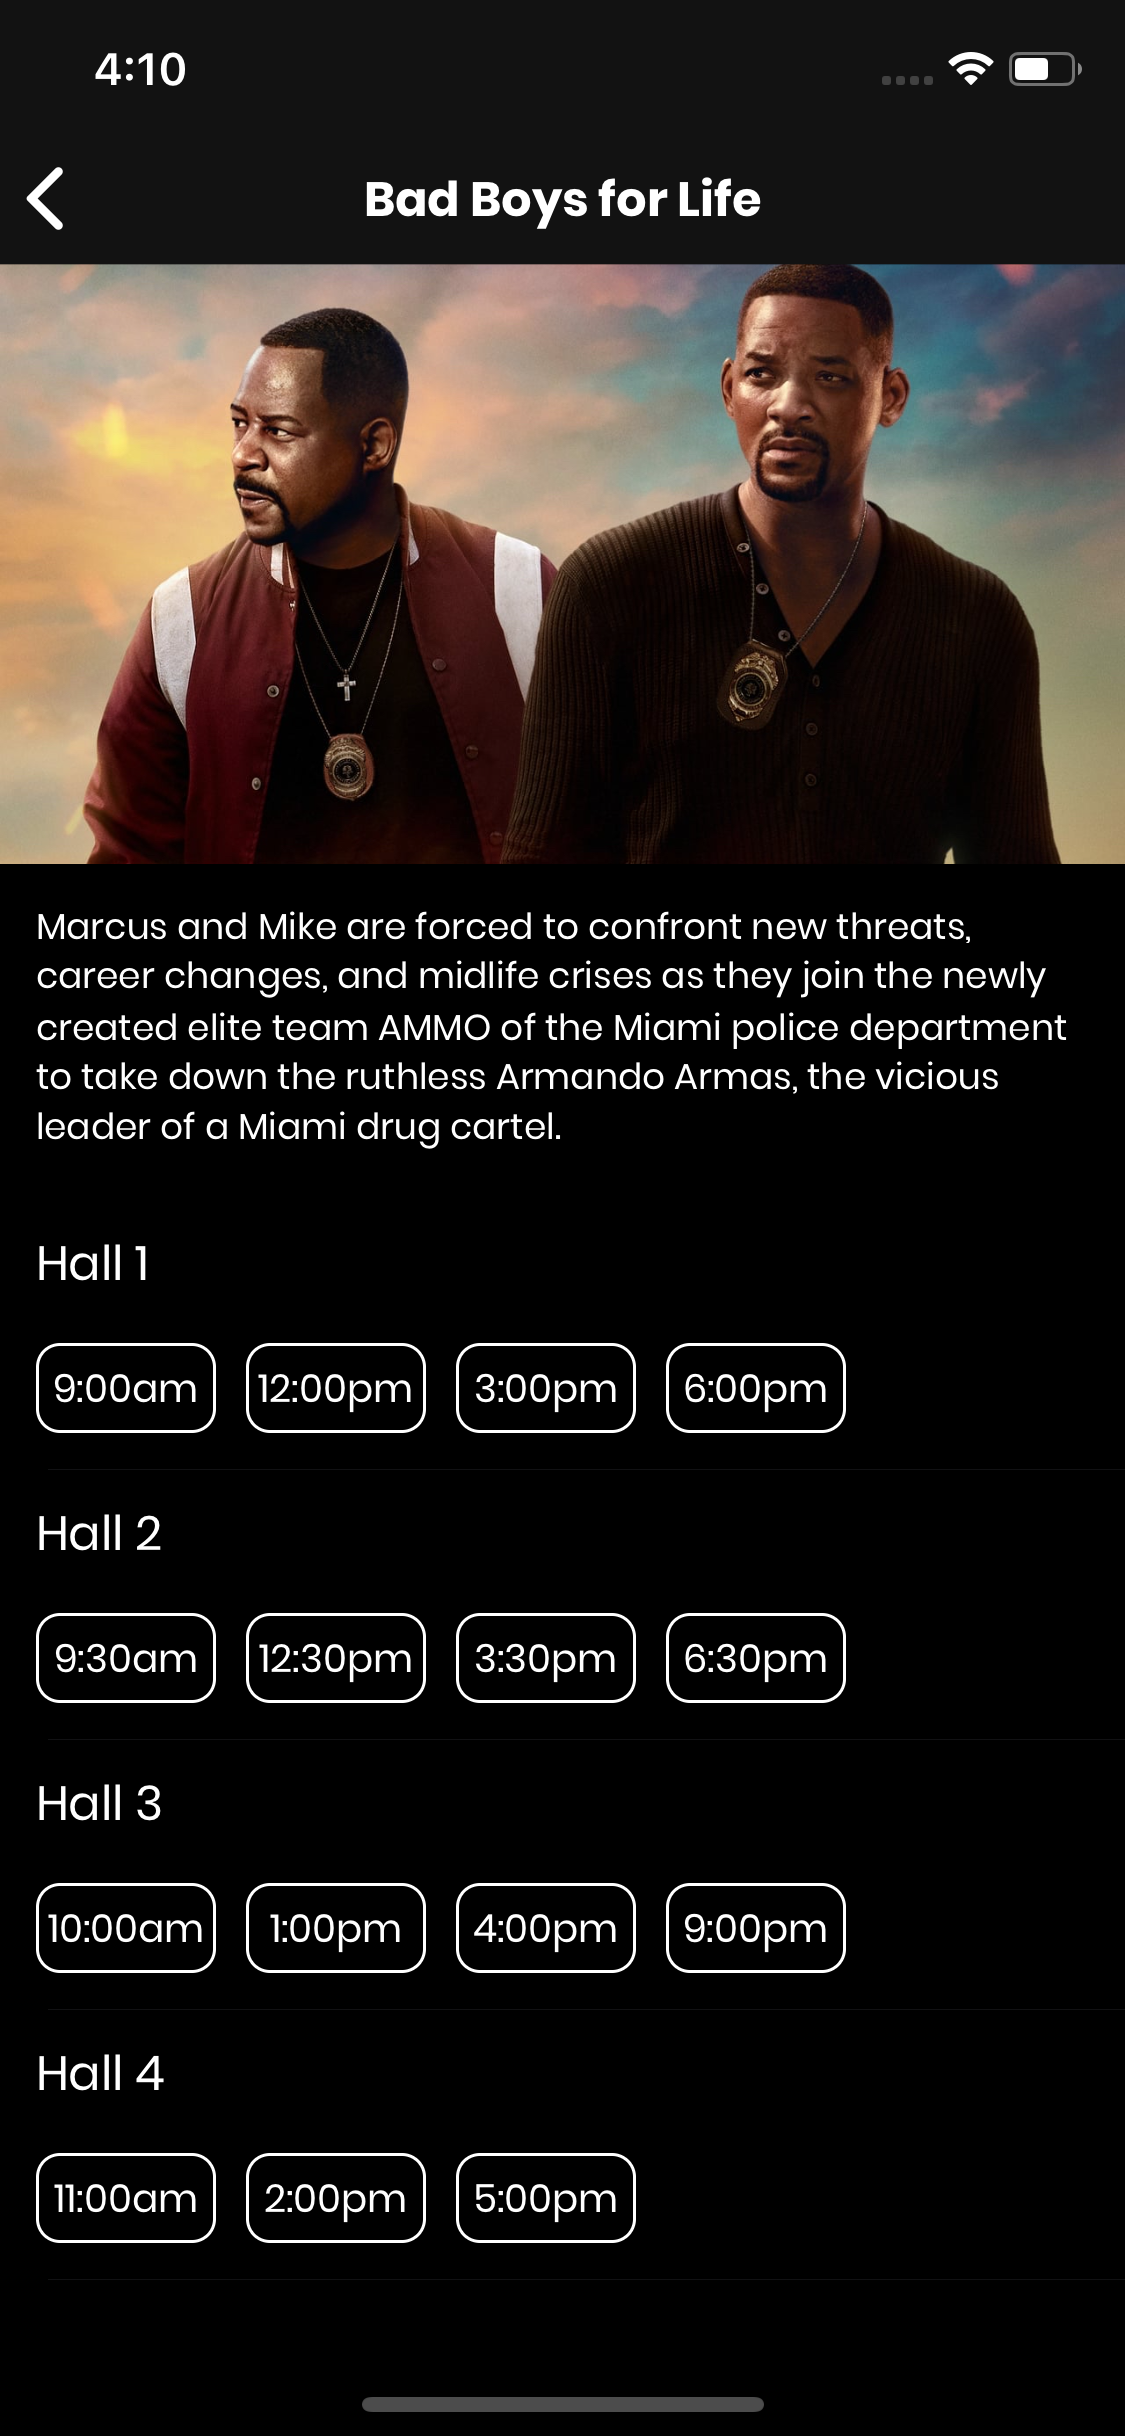 4:10
Bad Boys for Life
Marcus and Mike are forced to confront new threats,
career changes, and midlife crises as they join the newly
created elite team AMMO of the Miami police department
to take down the ruthless Armando Armas, the vicious
leader of a Miami drug cartel.
Hall 1
9:00am 12:00pm 3:00pm 6:00pm
Hall 2
9:30am 12:30pm 3:30pm 6:30pm
Hall 3
10:00am 1:00pm 4:00pm 9:00pm
Hall 4
11:00am 2:00pm 5:00pm